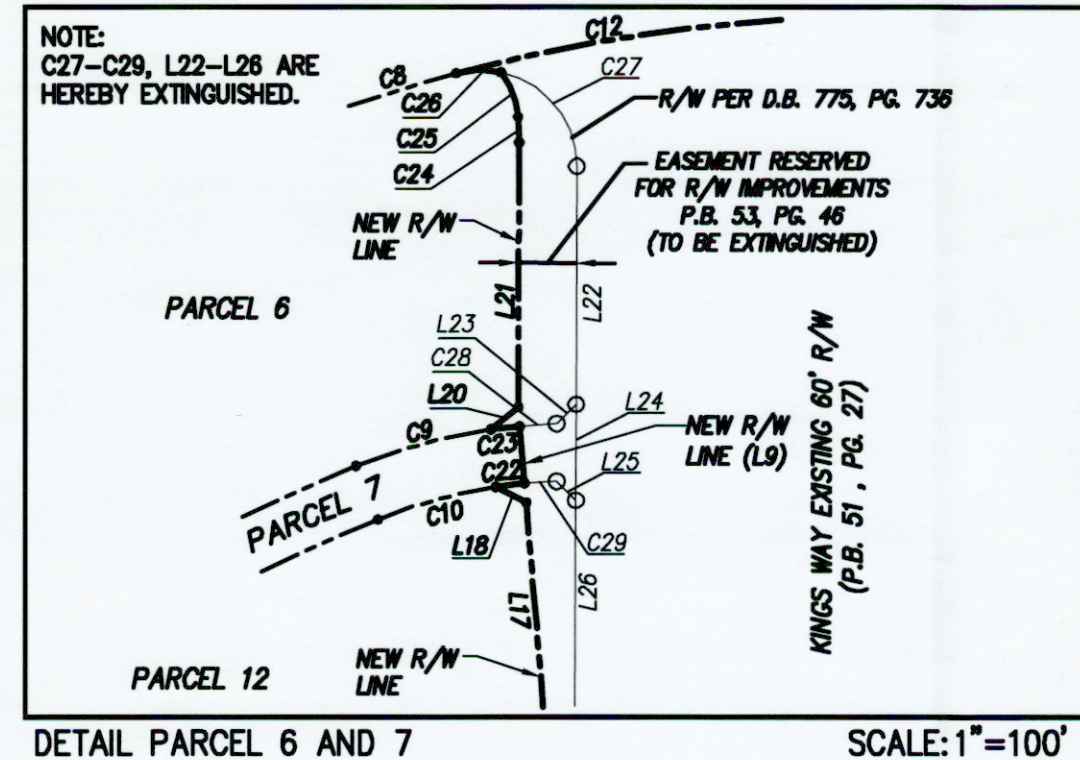 NOTE:
C27-C29, L22-L26 ARE
HEREBY EXTINGUISHED.
C12
C8
C27
C26
R/W PER D.B. 775, PG. 736
C25
C24
EASEMENT RESERVED
FOR R/W IMPROVEMENTS
P.B. 53, PG. 46
(TO BE EXTINGUISHED)
NEW R/W
LINE
PARCEL 6
L21
L22
L23
C28
L20
L24
C9
C23
NEW R/W
LINE (L9)
KINGS WAY EXISTING 60' R/W
(P.B. 51 , PG. 27)
C22
L25
PARCEL 7
C10
L18
C29
L26
L17
NEW R/W
LINE
PARCEL 12
DETAIL PARCEL 6 AND 7
SCALE: 1"=100'